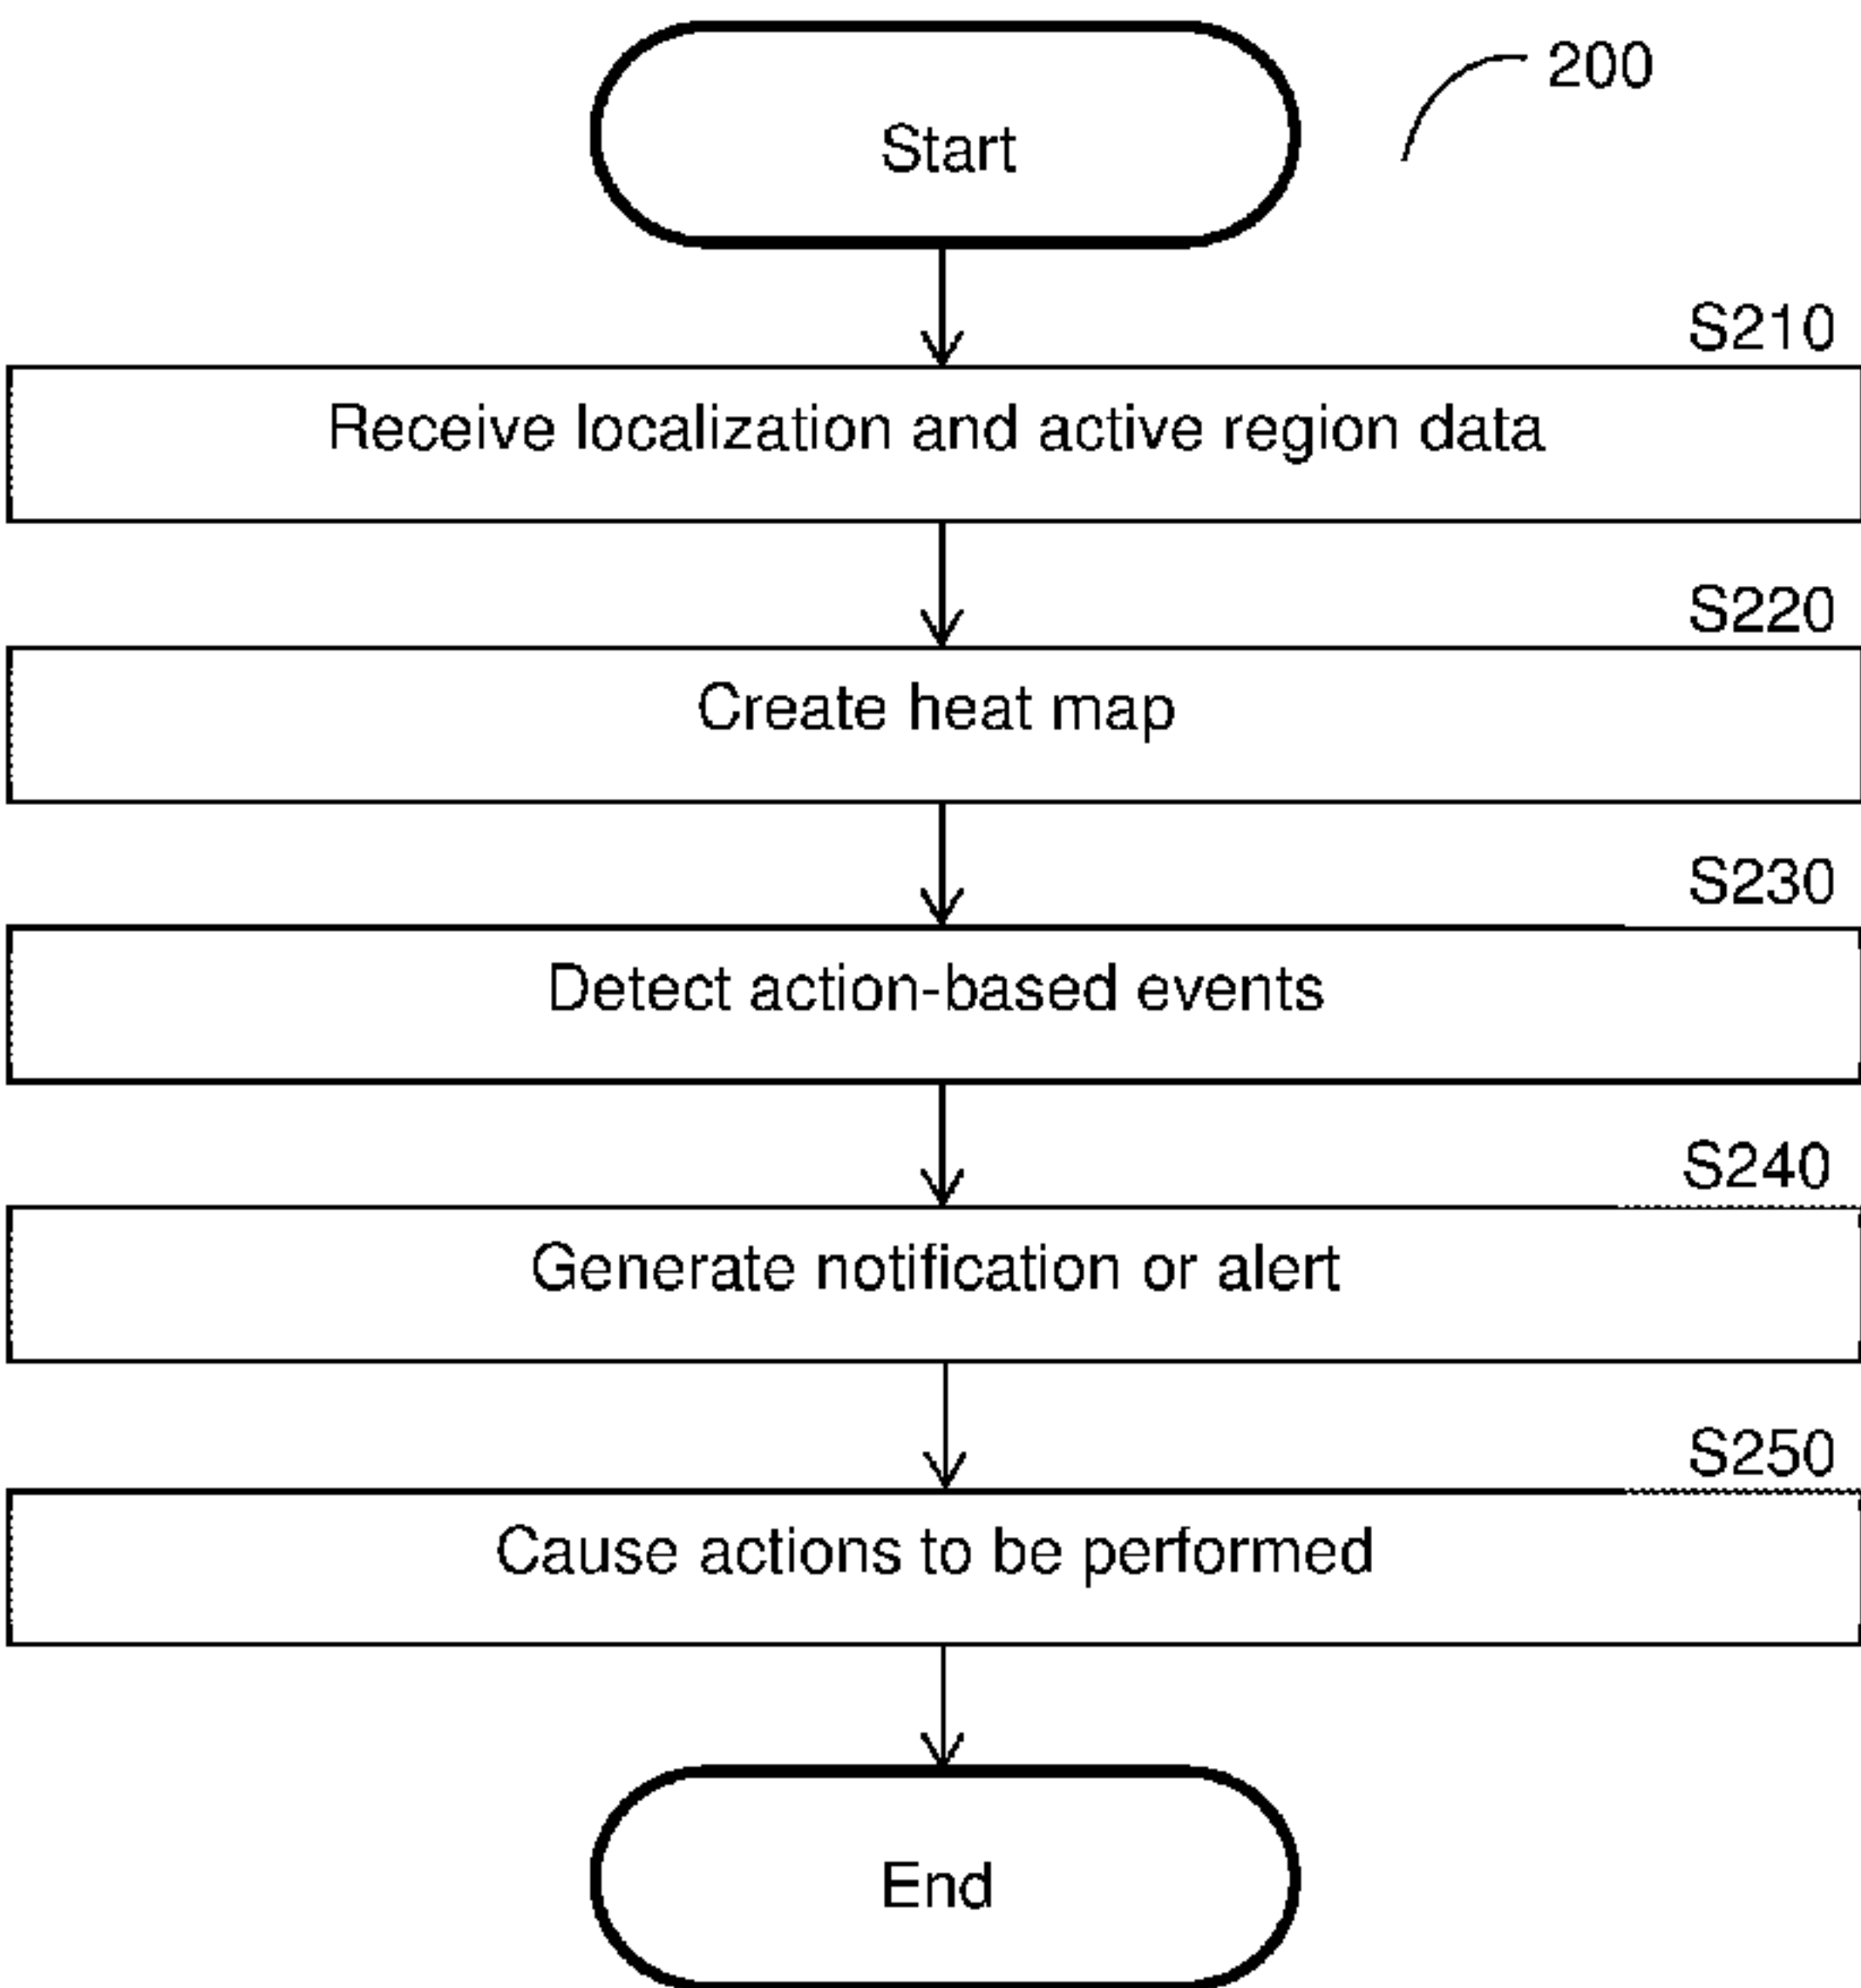 Start
200
S210
Receive localization and active region data
S220
Create heat map
S230
Detect action-based events
S240
Generate notification or alert
S250
Cause actions to be performed
End